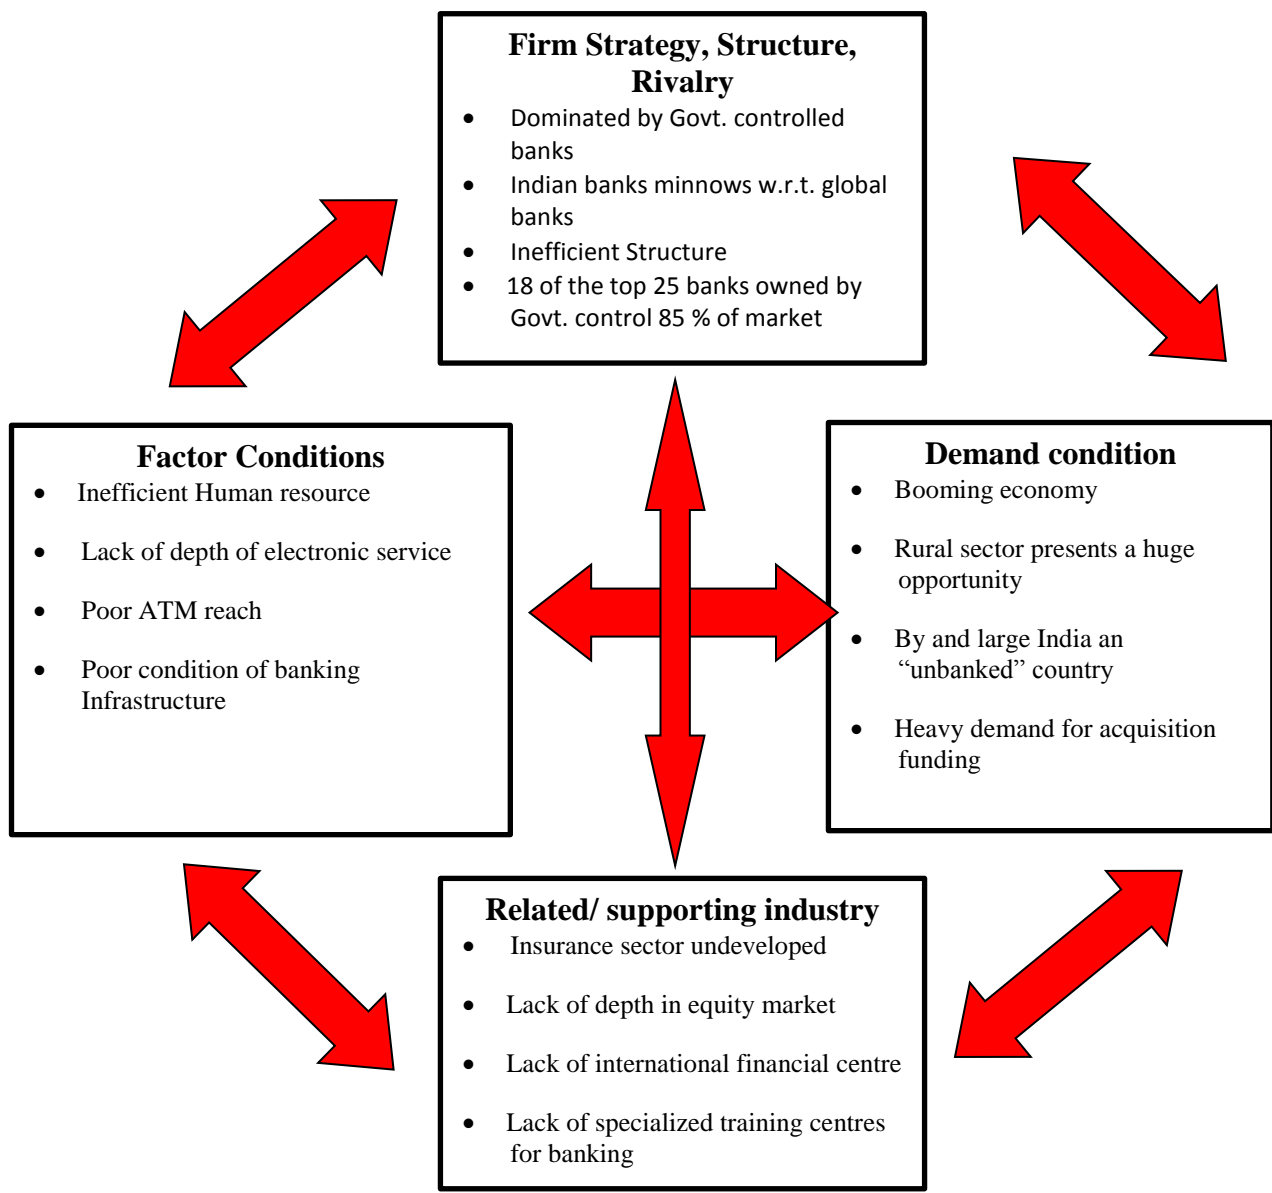 Firm Strategy, Structure,
Rivalry
• Dominated by Govt. controlled
banks
• Indian banks minnows w.r.t. global
banks
• Inefficient Structure
• 18 of the top 25 banks owned by
Govt. control 85 % of market
Factor Conditions
• Inefficient Human resource
• Lack of depth of electronic service
• Poor ATM reach
• Poor condition of banking
Infrastructure
Demand condition
• Booming economy
• Rural sector presents a huge
opportunity
• By and large India an
“unbanked” country
• Heavy demand for acquisition
funding
Related/ supporting industry
• Insurance sector undeveloped
• Lack of depth in equity market
• Lack of international financial centre
• Lack of specialized training centres
for banking